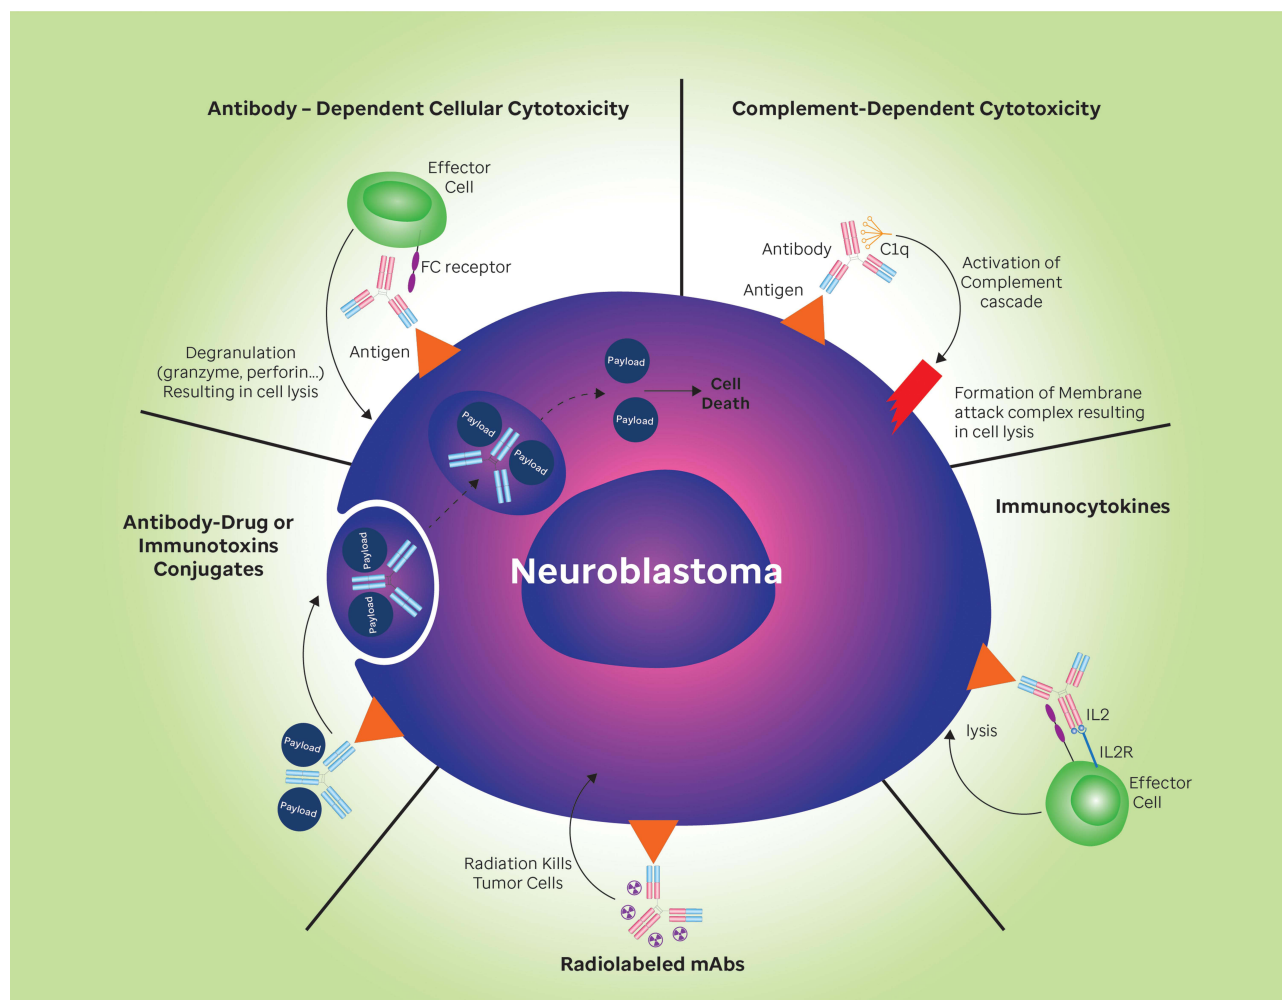 Antibody – Dependent Cellular Cytotoxicity
Effector
Cell
FC receptor
Antigen
Degranulation
(granzyme, perforin...)
Resulting in cell lysis
Complement-Dependent Cytotoxicity
Antibody
C1q
Antigen
Activation of
Complement
cascade
Formation of Membrane
attack complex resulting
in cell lysis
Payload
Payload
Cell
Death
Payload
Payload
Antibody-Drug or
Immunotoxins
Conjugates
Payload
Payload
Payload
Payload
Neuroblastoma
Immunocytokines
IL2
IL2R
lysis
Effector
Cell
Radiation Kills
Tumor Cells
Radiolabeled mAbs